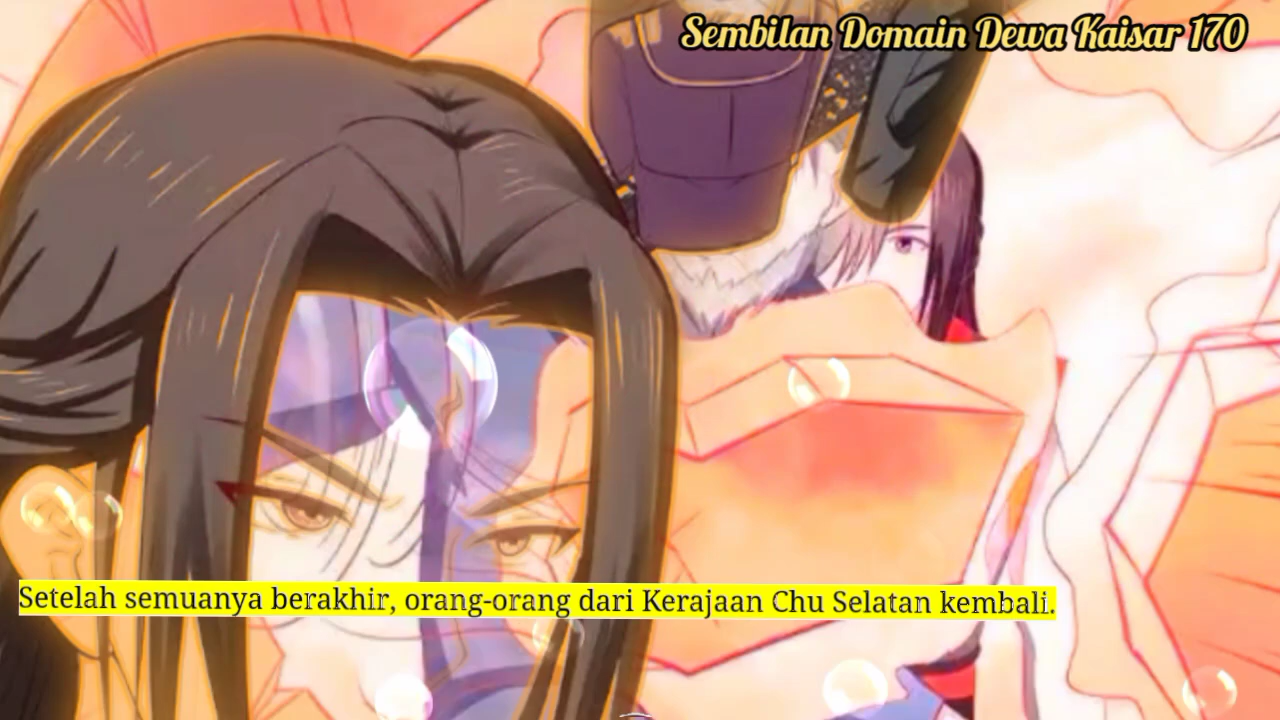 Sembilan Domain Dewa Kaisar 170
Setelah semuanya berakhir, orang-orang dari Kerajaan Chu Selatan kembali.